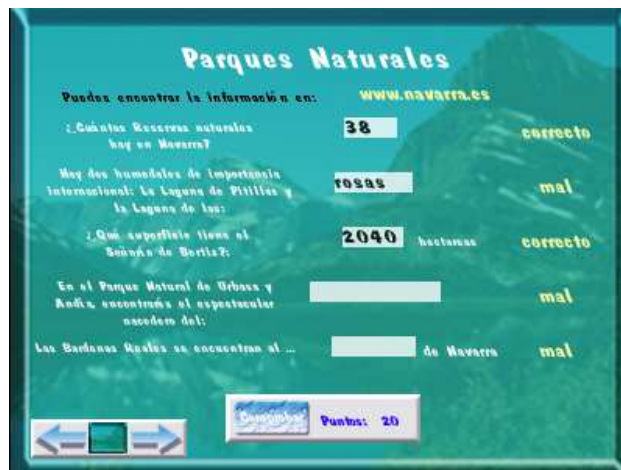 Parques Naturales
Puedes encontrar la información en: www.navarra.es
¿Cuántas Reservas naturales
hay en Navarra?
38
correcto
Hay dos humedales de importancia
internacional: La Laguna de Pitillas y
la Laguna de las:
rosas
mal
¿Qué superficie tiene el
Señorío de Bertiz?:
2040 hectareas
correcto
En el Parque Natural de Urbasa y
Andía, encontrarás el espectacular
nacedero del:
mal
Las Bardenas Reales se encuentran al ...
de Navarra
mal
Comprobar
Puntos: 20